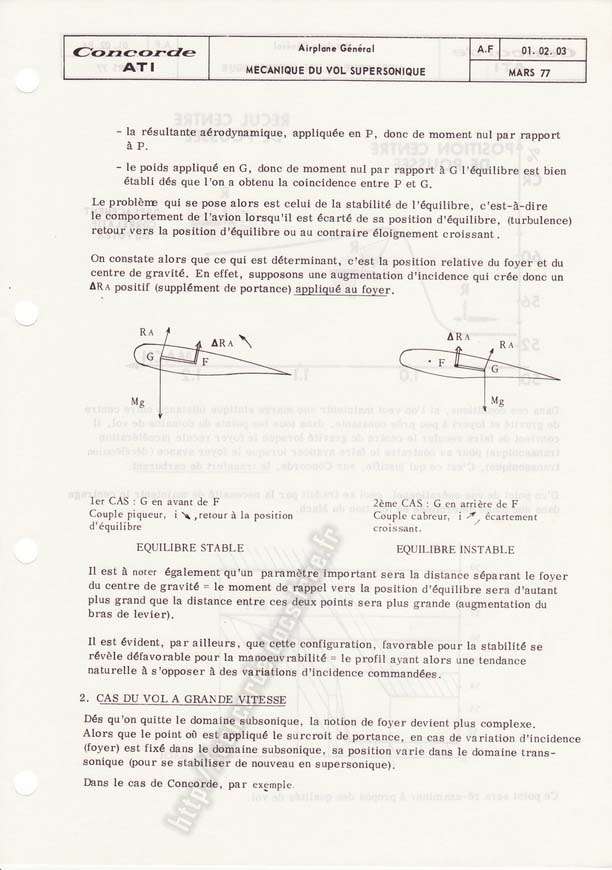 Concorde
ATI
Airplane Général
MECANIQUE DU VOL SUPERSONIQUE
A.F
01. 02. 03
MARS 77
- la résultante aérodynamique, appliquée en P, donc de moment nul par rapport
à P.
- le poids appliqué en G, donc de moment nul par rapport à G l'équilibre est bien
établi dés que l'on a obtenu la coincidence entre P et G.
Le problème qui se pose alors est celui de la stabilité de l'équilibre, c'est-à-dire
le comportement de l'avion lorsqu'il est écarté de sa position d'équilibre, (turbulence)
retour vers la position d'équilibre ou au contraire éloignement croissant.
On constate alors que ce qui est déterminant, c'est la position relative du foyer et du
centre de gravité. En effet, supposons une augmentation d'incidence qui crée donc un
ΔRA positif (supplément de portance) appliqué au foyer.
RA
ΔRA
G
F
Mg
ΔRA
RA
F
G
Mg
1er CAS : G en avant de F
Couple piqueur, i ↘, retour à la position
d'équilibre
EQUILIBRE STABLE
2ème CAS : G en arrière de F
Couple cabreur, i ↗, écartement
croissant.
EQUILIBRE INSTABLE
Il est à noter également qu'un paramètre important sera la distance séparant le foyer
du centre de gravité = le moment de rappel vers la position d'équilibre sera d'autant
plus grand que la distance entre ces deux points sera plus grande (augmentation du
bras de levier).
Il est évident, par ailleurs, que cette configuration, favorable pour la stabilité se
révèle défavorable pour la manoeuvrabilité = le profil ayant alors une tendance
naturelle à s'opposer à des variations d'incidence commandées.
2. CAS DU VOL A GRANDE VITESSE
Dés qu'on quitte le domaine subsonique, la notion de foyer devient plus complexe.
Alors que le point où est appliqué le surcroit de portance, en cas de variation d'incidence
(foyer) est fixé dans le domaine subsonique, sa position varie dans le domaine trans-
sonique (pour se stabiliser de nouveau en supersonique).
Dans le cas de Concorde, par exemple.